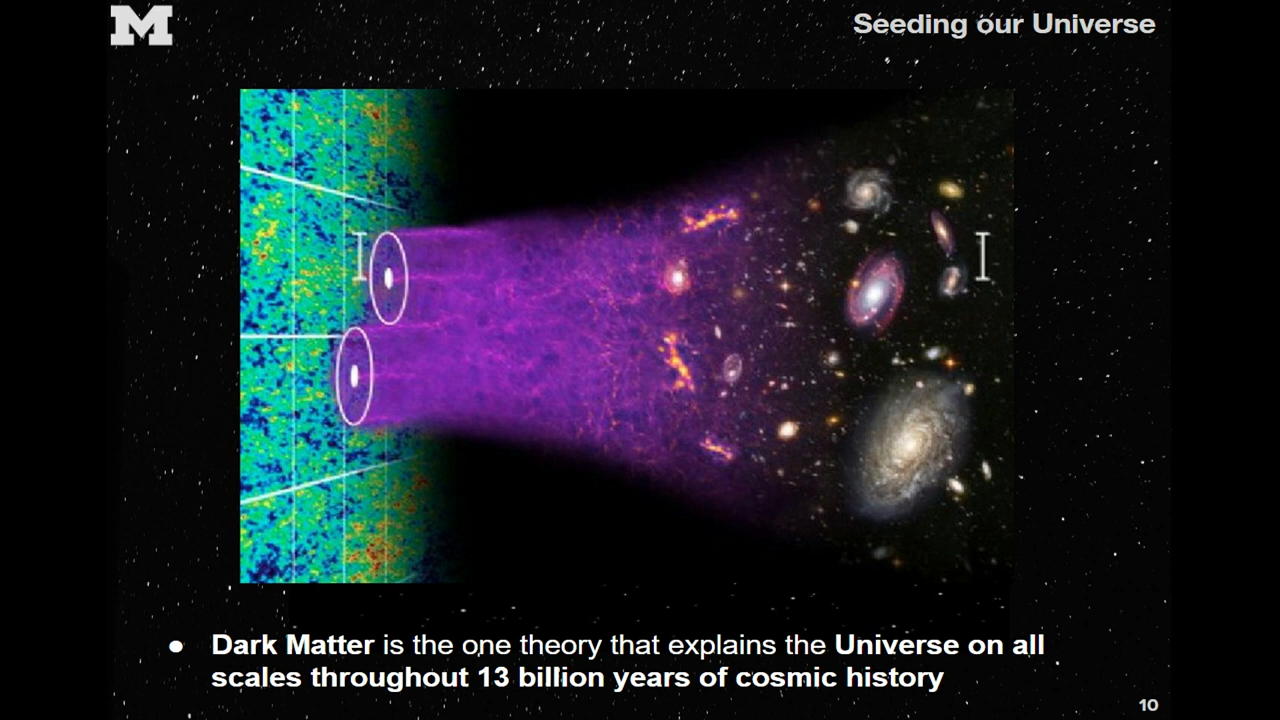 M
Seeding our Universe
● Dark Matter is the one theory that explains the Universe on all
scales throughout 13 billion years of cosmic history
10